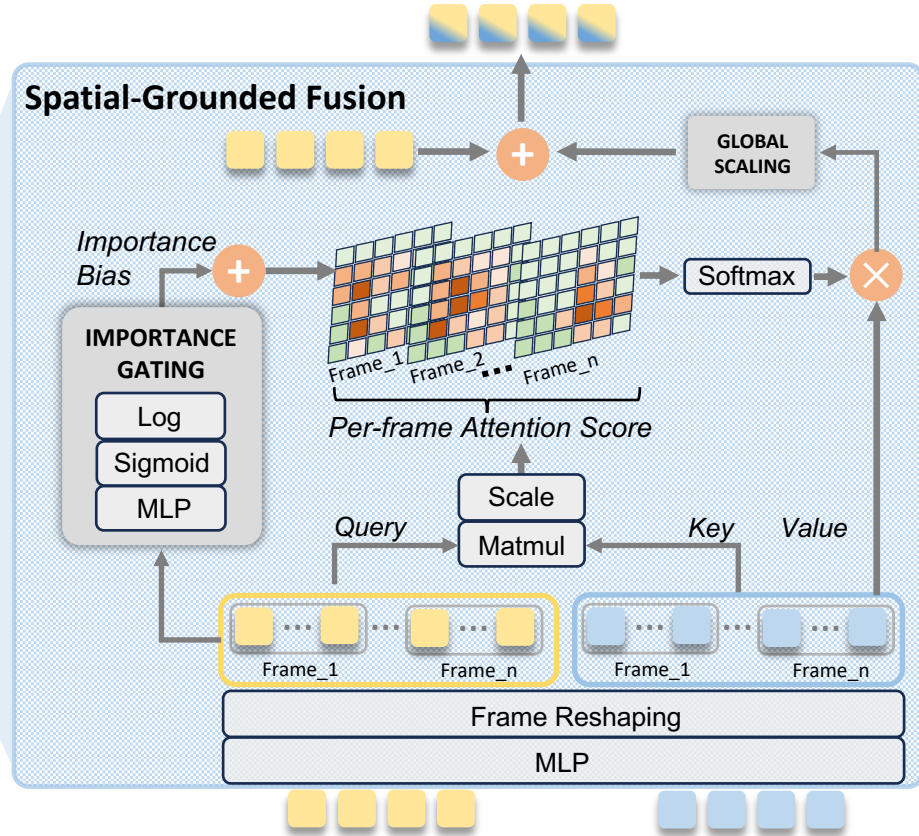 Spatial-Grounded Fusion
GLOBAL
SCALING
Importance
Bias
Softmax
IMPORTANCE
GATING
Log
Sigmoid
MLP
Frame_1
Frame_2
...
Frame_n
Per-frame Attention Score
Scale
Matmul
Query
Key
Value
... ... ...
Frame_1
Frame_n
... ... ...
Frame_1
Frame_n
Frame Reshaping
MLP